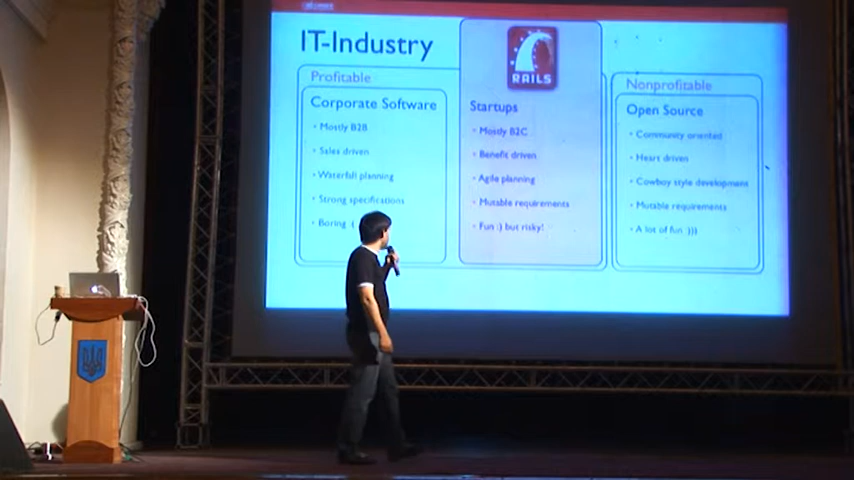 IT-Industry
Profitable
Corporate Software
• Mostly B2B
• Sales driven
• Waterfall planning
• Strong specifications
• Boring :(
RAILS
Startups
• Mostly B2C
• Benefit driven
• Agile planning
• Mutable requirements
• Fun :) but risky!
Nonprofitable
Open Source
• Community oriented
• Heart driven
• Cowboy style development
• Mutable requirements
• A lot of fun :)))